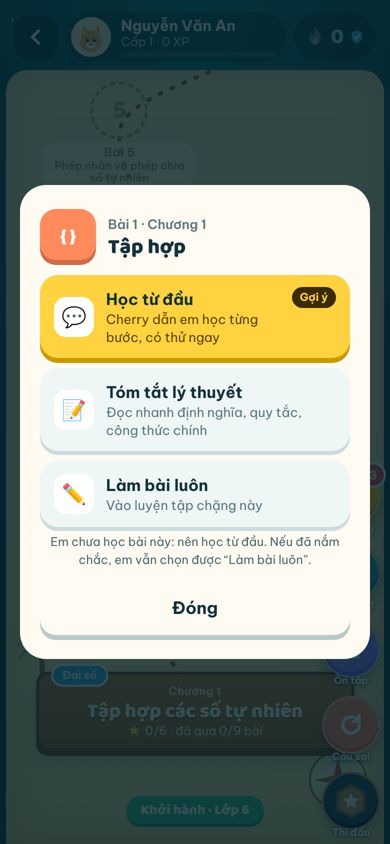 Nguyễn Văn An
Cấp 1 · 0 XP
0
5
Bài 5
Phép nhân và phép chia
số tự nhiên
{}
Bài 1 · Chương 1
Tập hợp
Học từ đầu
Gợi ý
Cherry dẫn em học từng
bước, có thử ngay
Tóm tắt lý thuyết
Đọc nhanh định nghĩa, quy tắc,
công thức chính
Làm bài luôn
Vào luyện tập chặng này
3
Em chưa học bài này: nên học từ đầu. Nếu đã nắm
chắc, em vẫn chọn được “Làm bài luôn”.
Đóng
Đại số
Ôn tập
Chương 1
Tập hợp các số tự nhiên
0/6 · đã qua 0/9 bài
Câu sai
Khởi hành · Lớp 6
Thi đấu